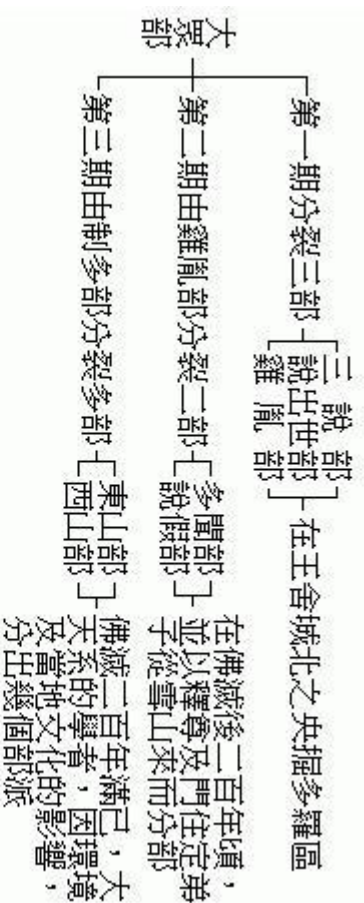 大眾部
第一期分裂三部
三說部
說出世部
雞胤部
在王舍城北之央掘多羅區
第二期由雞胤部分裂二部
多聞部
說假部
在佛滅後二百年頃，
並以釋尊及門住定弟
子從雪山來而分部
第三期由制多部分裂多部
東山部
西山部
佛滅二百年滿已，大
天系的學者，因環境
及當地文化的影響，
分出幾個部派